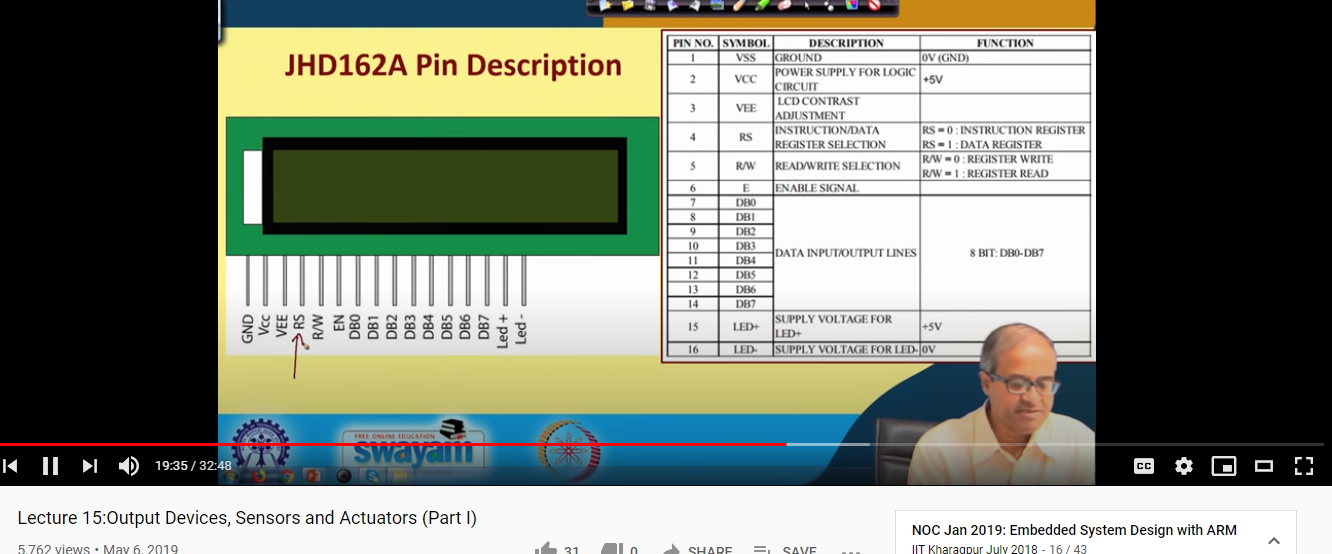 JHD162A Pin Description
GND
Vcc
VEE
RS
R/W
EN
DB0
DB1
DB2
DB3
DB4
DB5
DB6
DB7
Led +
Led -
PIN NO. SYMBOL DESCRIPTION FUNCTION
1 VSS GROUND 0V (GND)
2 VCC POWER SUPPLY FOR LOGIC CIRCUIT +5V
3 VEE LCD CONTRAST ADJUSTMENT
4 RS INSTRUCTION/DATA REGISTER SELECTION RS = 0 : INSTRUCTION REGISTER
RS = 1 : DATA REGISTER
5 R/W READ/WRITE SELECTION R/W = 0 : REGISTER WRITE
R/W = 1 : REGISTER READ
6 E ENABLE SIGNAL
7 DB0
8 DB1
9 DB2
10 DB3
11 DB4
12 DB5
13 DB6
14 DB7
DATA INPUT/OUTPUT LINES 8 BIT: DB0-DB7
15 LED+ SUPPLY VOLTAGE FOR LED+ +5V
16 LED- SUPPLY VOLTAGE FOR LED- 0V
FREE ONLINE EDUCATION
swayam
19:35 / 32:48
CC
Lecture 15:Output Devices, Sensors and Actuators (Part I)
5,762 views • May 6, 2019
31
0
SHARE
SAVE
NOC Jan 2019: Embedded System Design with ARM
IIT Kharagpur July 2018 - 16 / 43